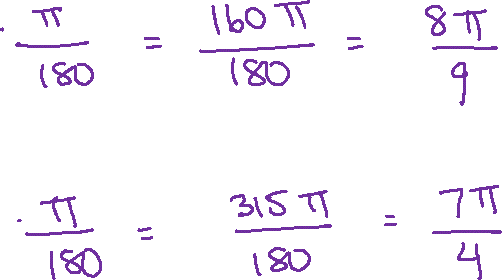 . π/180 = 160π/180 = 8π/9
. π/180 = 315π/180 = 7π/4